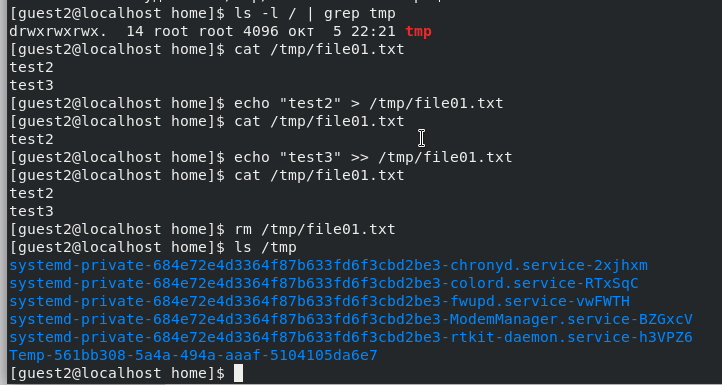 [guest2@localhost home]$ ls -l / | grep tmp
drwxrwxrwx.  14 root root 4096 окт  5 22:21 tmp
[guest2@localhost home]$ cat /tmp/file01.txt
test2
test3
[guest2@localhost home]$ echo "test2" > /tmp/file01.txt
[guest2@localhost home]$ cat /tmp/file01.txt
test2
[guest2@localhost home]$ echo "test3" >> /tmp/file01.txt
[guest2@localhost home]$ cat /tmp/file01.txt
test2
test3
[guest2@localhost home]$ rm /tmp/file01.txt
[guest2@localhost home]$ ls /tmp
systemd-private-684e72e4d3364f87b633fd6f3cbd2be3-chronyd.service-2xjhxm
systemd-private-684e72e4d3364f87b633fd6f3cbd2be3-colord.service-RTxSqC
systemd-private-684e72e4d3364f87b633fd6f3cbd2be3-fwupd.service-vwFWTH
systemd-private-684e72e4d3364f87b633fd6f3cbd2be3-ModemManager.service-BZGxcV
systemd-private-684e72e4d3364f87b633fd6f3cbd2be3-rtkit-daemon.service-h3VPZ6
Temp-561bb308-5a4a-494a-aaaf-5104105da6e7
[guest2@localhost home]$